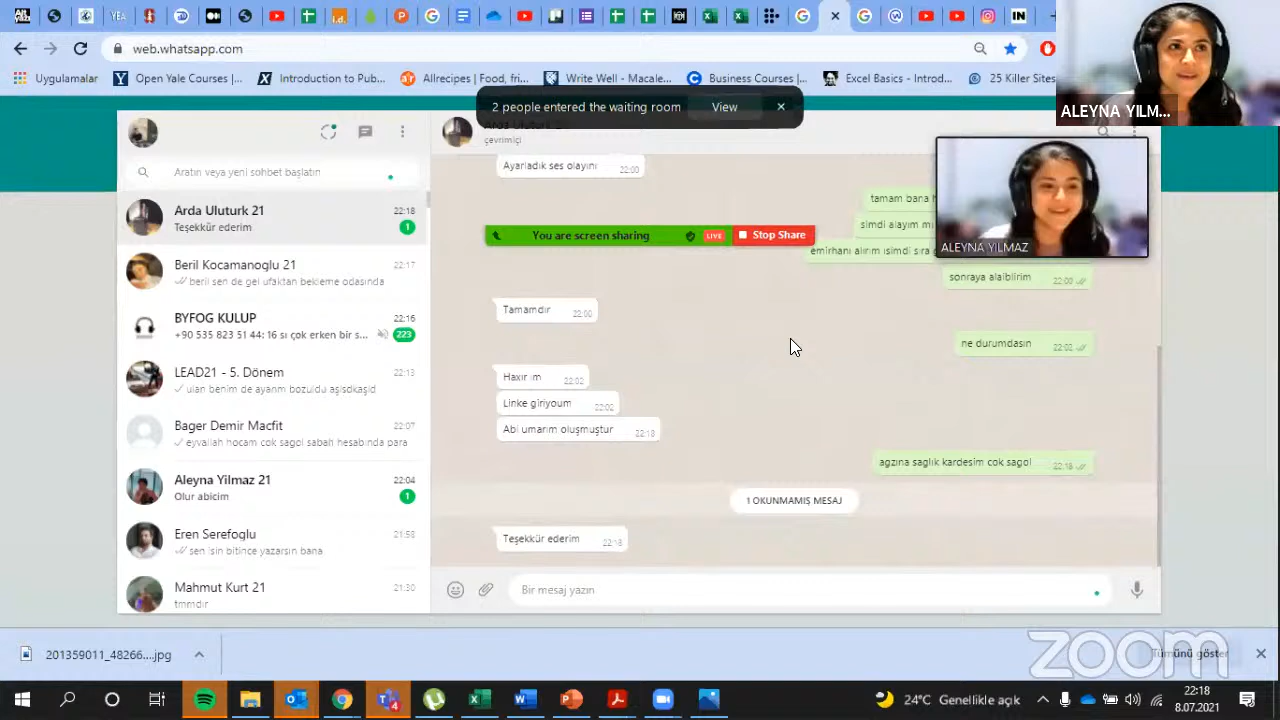 web.whatsapp.com
Uygulamalar
Open Yale Courses |...
Introduction to Pub...
Allrecipes | Food, fri...
Write Well - Macale...
Business Courses |...
Excel Basics - Introd...
25 Killer Sites
ALEYNA YILM...
2 people entered the waiting room
View
çevrimiçi
Aratın veya yeni sohbet başlatın
Arda Uluturk 21
22:18
Teşekkür ederim
1
Beril Kocamanoglu 21
22:17
beril sen de gel ufaktan bekleme odasında
BYFOG KULUP
22:16
+90 535 823 51 44: 16 sı çok erken bir s...
223
LEAD21 - 5. Dönem
22:13
ulan benim de ayarım bozuldu aşisdkaşid
Bager Demir Macfit
22:07
eyvallah hocam cok sagol sabah hesabında para
Aleyna Yilmaz 21
22:04
Olur abicim
1
Eren Serefoglu
21:58
sen isin bitince yazarsın bana
Mahmut Kurt 21
21:30
tmmdir
Ayarladık ses olayını
22:00
tamam bana
simdi alayım mı
You are screen sharing
LIVE
Stop Share
emirhanı alırım ısimdi sıra
ALEYNA YILMAZ
sonraya alaibilirim
22:00
Tamamdır
22:00
ne durumdasın
22:02
Haxır ım
22:02
Linke giriyoum
22:02
Abi umarım oluşmuştur
22:18
agzına saglık kardesim cok sagol
22:18
1 OKUNMAMIŞ MESAJ
Teşekkür ederim
22:18
Bir mesaj yazın
201359011_48266....jpg
zoom
Tümünü göster
24°C Genellikle açık
22:18
8.07.2021